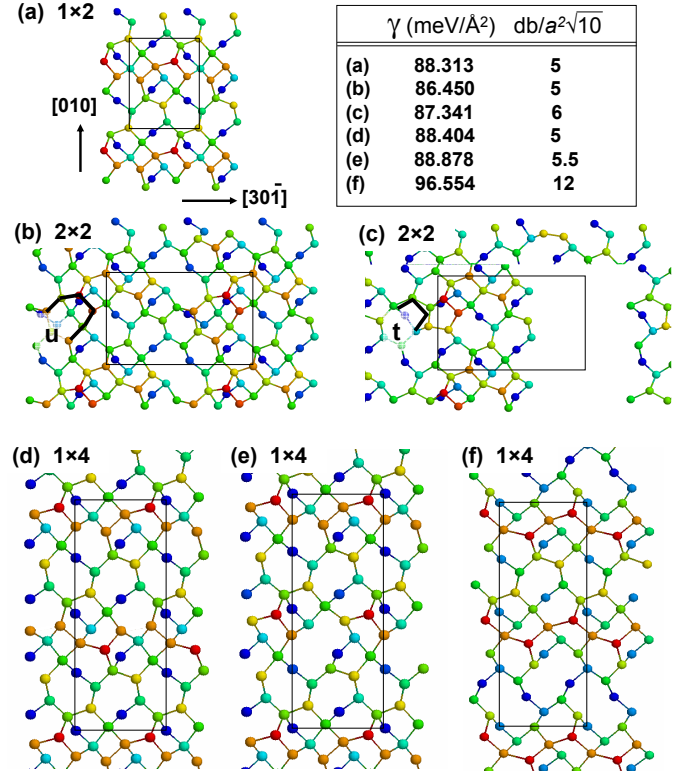 (a) 1×2
[010]
[301̄]
γ (meV/Å²) db/a²√10
(a) 88.313 5
(b) 86.450 5
(c) 87.341 6
(d) 88.404 5
(e) 88.878 5.5
(f) 96.554 12
(b) 2×2
u
(c) 2×2
t
(d) 1×4
(e) 1×4
(f) 1×4